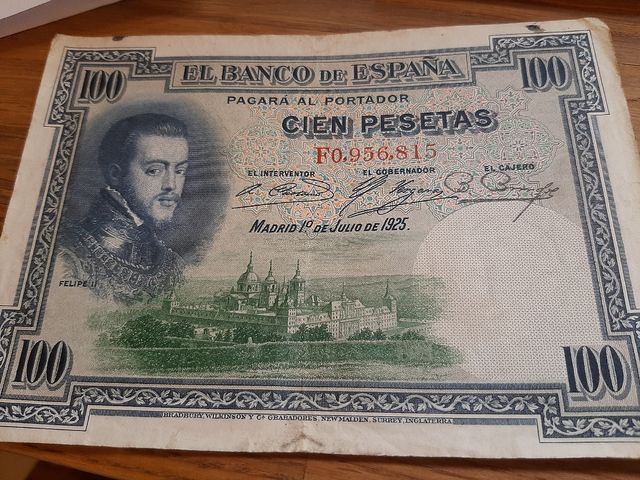 100 EL BANCO DE ESPAÑA 100
PAGARÁ AL PORTADOR
CIEN PESETAS
F0,956,815
EL INTERVENTOR EL GOBERNADOR EL CAJERO
MADRID 1º DE JULIO DE 1925.
FELIPE II
100 100
BRADBURY, WILKINSON Y Cª GRABADORES, NEW MALDEN, SURREY, INGLATERRA.